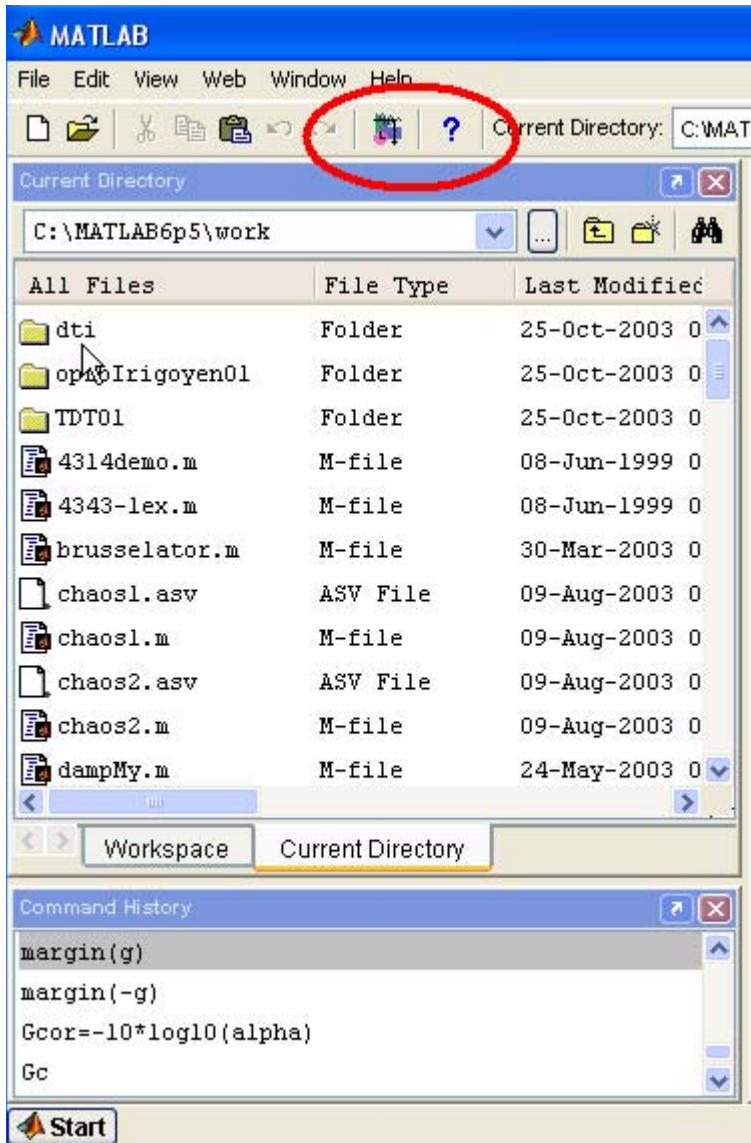 MATLAB
File Edit View Web Window Help
? Current Directory: C:\MAT
Current Directory
C:\MATLAB6p5\work ...
All Files File Type Last Modified
dti Folder 25-Oct-2003 0
Folder 25-Oct-2003 0
TDT01 Folder 25-Oct-2003 0
4314demo.m M-file 08-Jun-1999 0
4343-lex.m M-file 08-Jun-1999 0
brusselator.m M-file 30-Mar-2003 0
chaos1.asv ASV File 09-Aug-2003 0
chaos1.m M-file 09-Aug-2003 0
chaos2.asv ASV File 09-Aug-2003 0
chaos2.m M-file 09-Aug-2003 0
dampMy.m M-file 24-May-2003 0
Workspace Current Directory
Command History
margin(g)
margin(-g)
Gcor=-10*log10(alpha)
Gc
Start